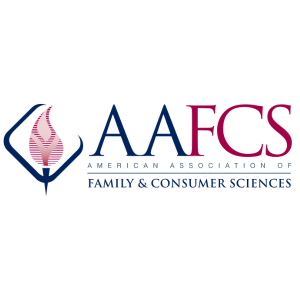 AAFCS
AMERICAN ASSOCIATION OF
FAMILY & CONSUMER SCIENCES